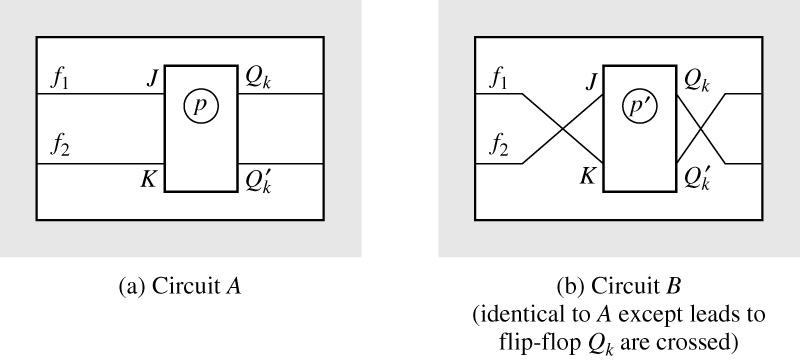 f₁ J Qₖ
p
f₂
K Q′ₖ
(a) Circuit A
f₁ J Qₖ
p′
f₂
K Q′ₖ
(b) Circuit B
(identical to A except leads to
flip-flop Qₖ are crossed)